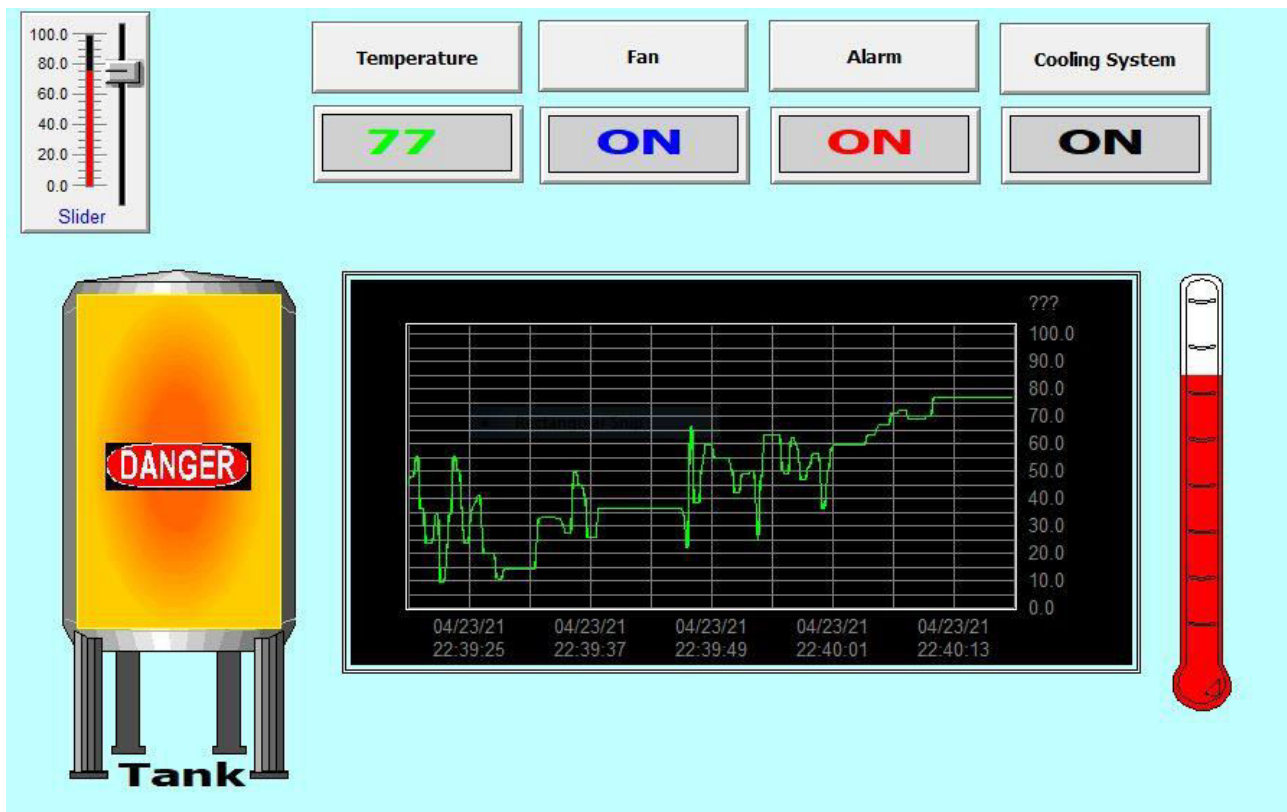 100.0
80.0
60.0
40.0
20.0
0.0
Slider
Temperature
Fan
Alarm
Cooling System
77
ON
ON
ON
DANGER
Tank
???
100.0
90.0
80.0
70.0
60.0
50.0
40.0
30.0
20.0
10.0
0.0
04/23/21 04/23/21 04/23/21 04/23/21 04/23/21
22:39:25 22:39:37 22:39:49 22:40:01 22:40:13